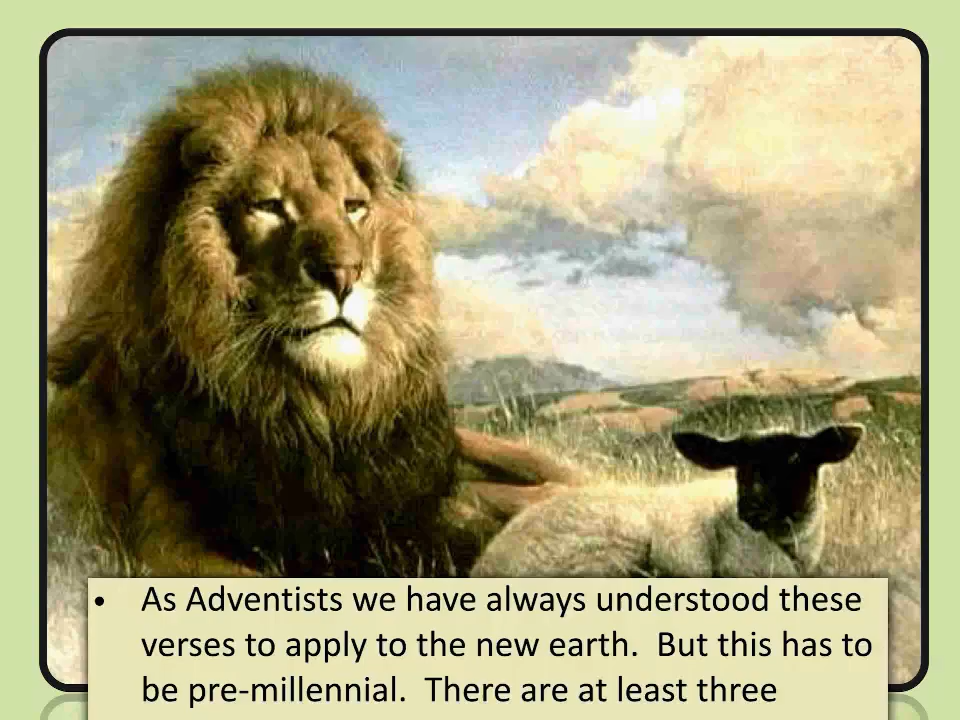 • As Adventists we have always understood these
verses to apply to the new earth.  But this has to
be pre-millennial.  There are at least three